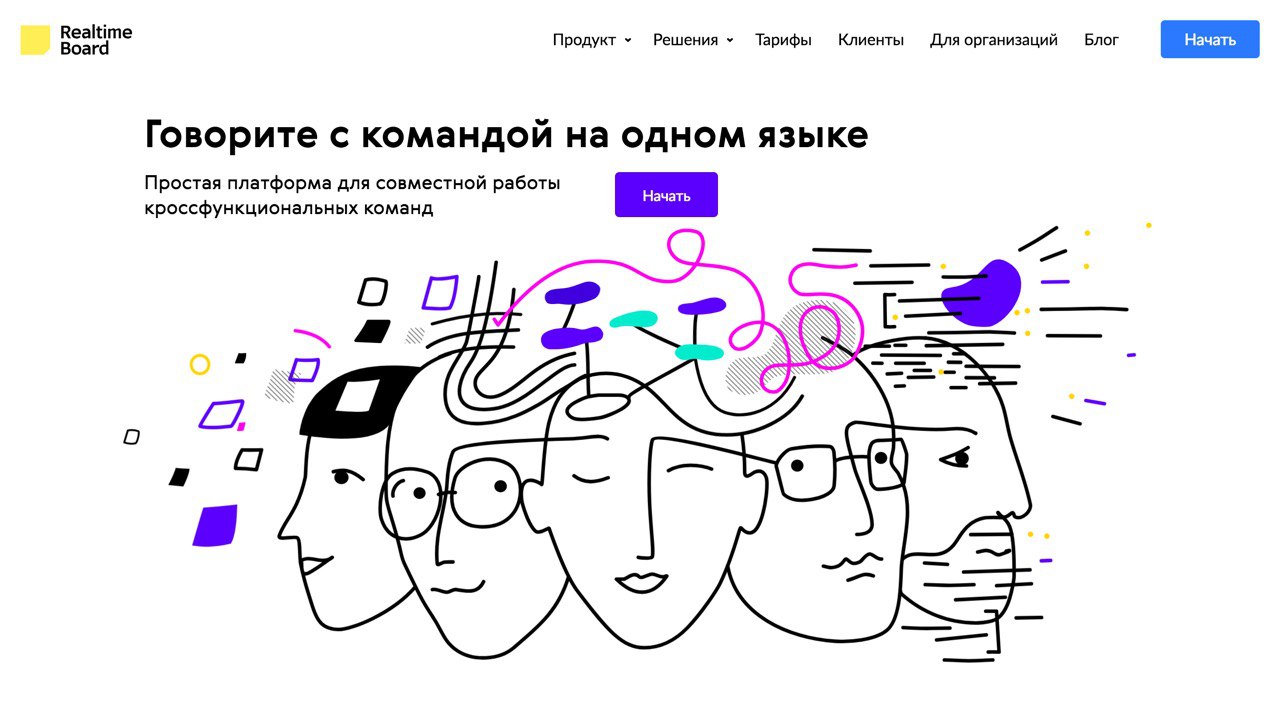 Realtime
Board
Продукт
Решения
Тарифы
Клиенты
Для организаций
Блог
Начать
Говорите с командой на одном языке
Простая платформа для совместной работы
кроссфункциональных команд
Начать